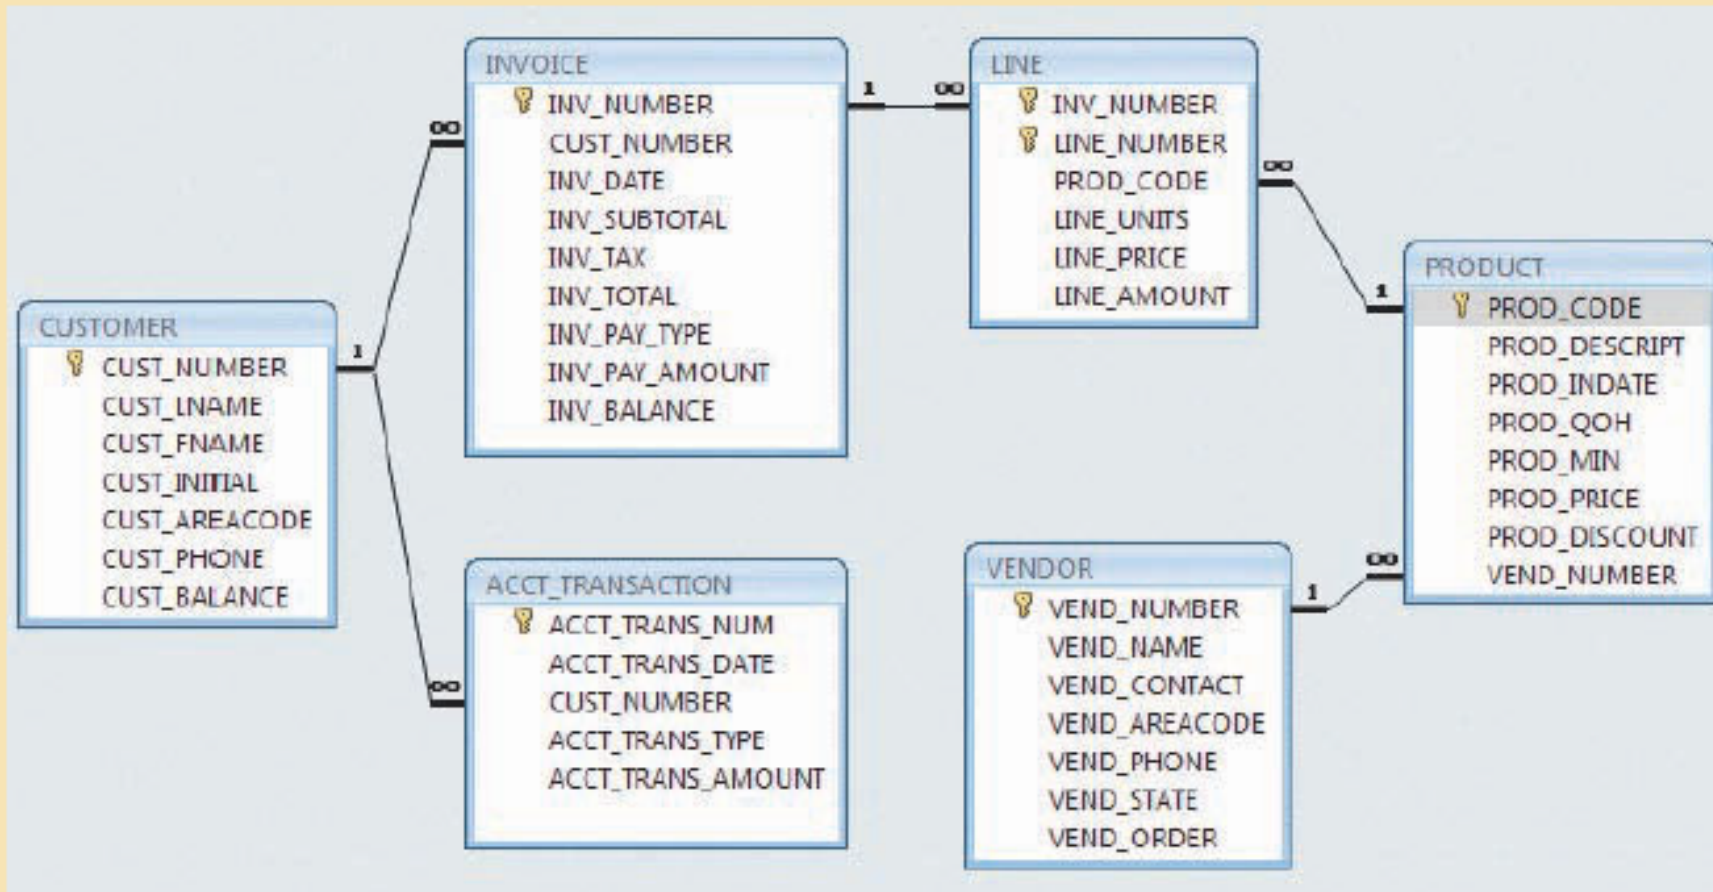 INVOICE
INV_NUMBER
CUST_NUMBER
INV_DATE
INV_SUBTOTAL
INV_TAX
INV_TOTAL
INV_PAY_TYPE
INV_PAY_AMOUNT
INV_BALANCE
1
∞
LINE
INV_NUMBER
LINE_NUMBER
PROD_CODE
LINE_UNITS
LINE_PRICE
LINE_AMOUNT
∞
1
PRODUCT
PROD_CODE
PROD_DESCRIPT
PROD_INDATE
PROD_QOH
PROD_MIN
PROD_PRICE
PROD_DISCOUNT
VEND_NUMBER
CUSTOMER
CUST_NUMBER
CUST_LNAME
CUST_FNAME
CUST_INITIAL
CUST_AREACODE
CUST_PHONE
CUST_BALANCE
1
∞
∞
ACCT_TRANSACTION
ACCT_TRANS_NUM
ACCT_TRANS_DATE
CUST_NUMBER
ACCT_TRANS_TYPE
ACCT_TRANS_AMOUNT
VENDOR
VEND_NUMBER
VEND_NAME
VEND_CONTACT
VEND_AREACODE
VEND_PHONE
VEND_STATE
VEND_ORDER
1
∞